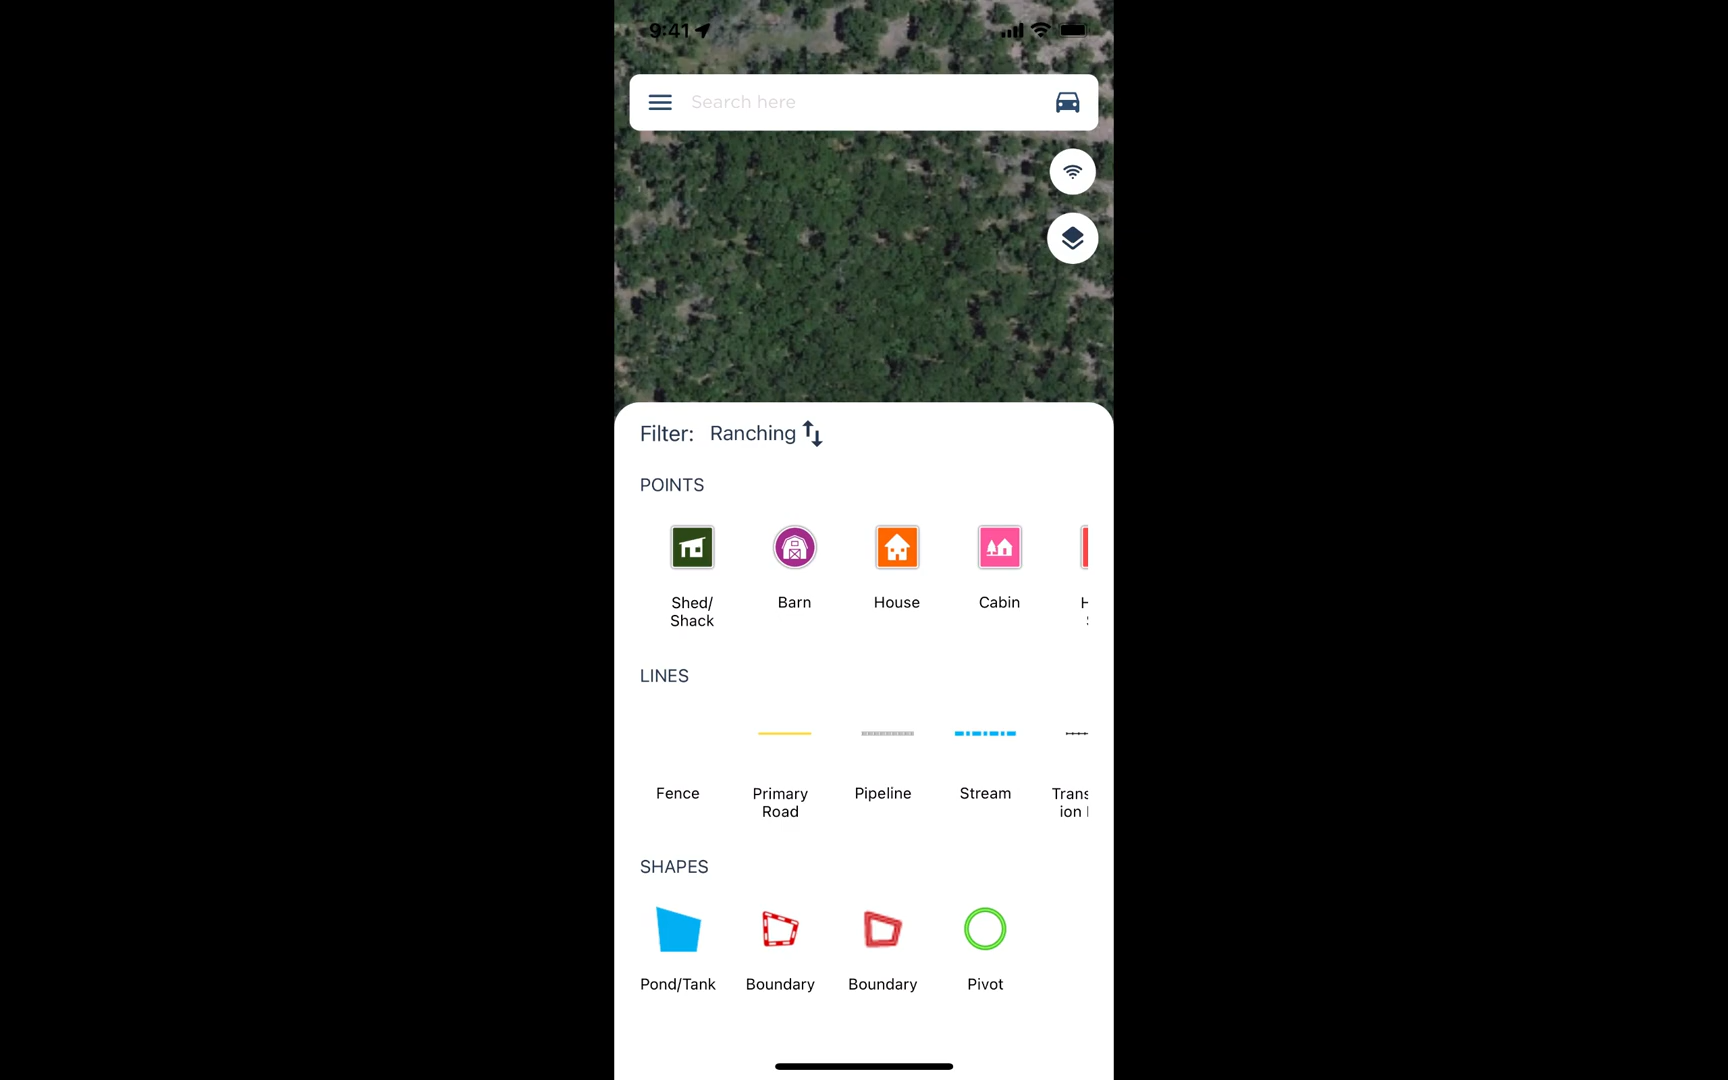 9:41
Search here
Filter: Ranching
POINTS
Shed/
Shack
Barn
House
Cabin
LINES
Fence
Primary
Road
Pipeline
Stream
SHAPES
Pond/Tank
Boundary
Boundary
Pivot